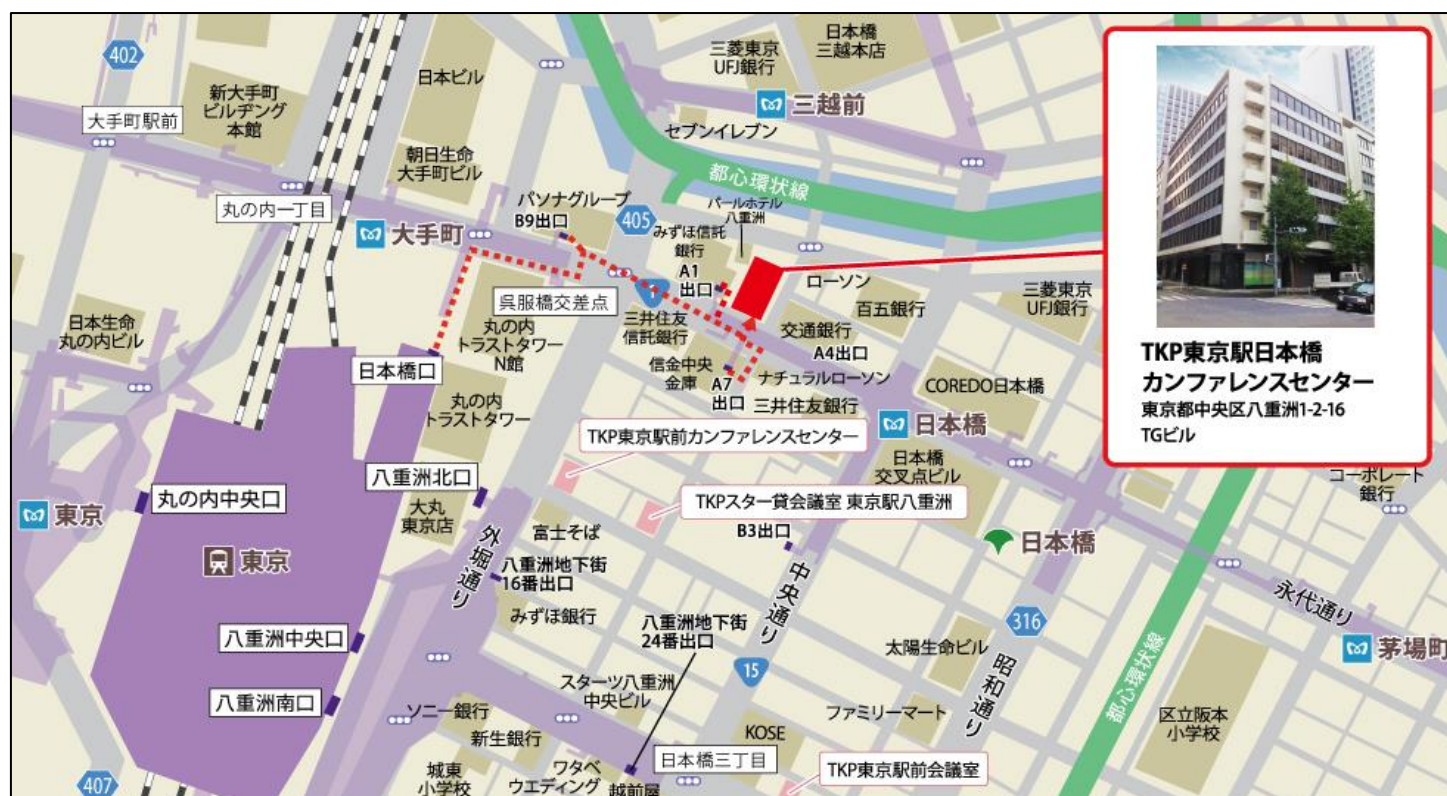 402
大手町駅前
新大手町
ビルヂング
本館
日本ビル
朝日生命
大手町ビル
丸の内一丁目
大手町
三菱東京
UFJ銀行
日本橋
三越本店
三越前
セブンイレブン
都心環状線
パソナグループ
B9出口
405
パールホテル
八重洲
みずほ信託
銀行
A1
出口
呉服橋交差点
1
三井住友
信託銀行
ローソン
百五銀行
交通銀行
A4出口
三菱東京
UFJ銀行
信金中央
金庫
A7
出口
ナチュラルローソン
三井住友銀行
COREDO日本橋
日本橋
日本橋
交叉点ビル
TKP東京駅日本橋
カンファレンスセンター
東京都中央区八重洲1-2-16
TGビル
コーポレート
銀行
日本生命
丸の内ビル
日本橋口
丸の内
トラストタワー
N館
丸の内
トラストタワー
TKP東京駅前カンファレンスセンター
TKPスター貸会議室 東京駅八重洲
B3出口
日本橋
東京
丸の内中央口
東京
八重洲北口
大丸
東京店
外堀通り
富士そば
八重洲地下街
16番出口
みずほ銀行
八重洲地下街
24番出口
中央通り
15
316
昭和通り
太陽生命ビル
永代通り
茅場町
都心環状線
区立阪本
小学校
八重洲中央口
八重洲南口
ソニー銀行
新生銀行
スターツ八重洲
中央ビル
ファミリーマート
KOSE
日本橋三丁目
TKP東京駅前会議室
407
城東
小学校
ワタベ
ウエディング
越前屋